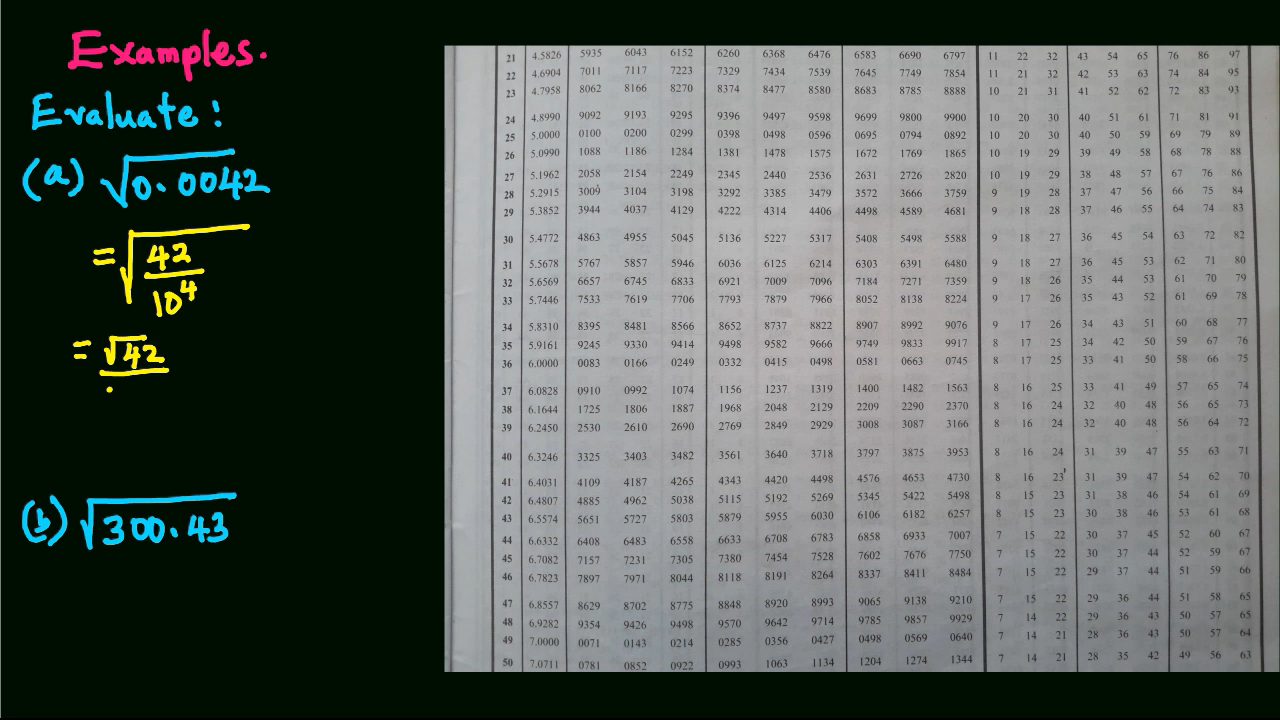 Examples.
Evaluate:
(a) √0.0042
= √42/10⁴
= √42/.
(b) √300.43
21 4.5826 5935 6043 6152 6260 6368 6476 6583 6690 6797 11 22 32 43 54 65 76 86 97
22 4.6904 7011 7117 7223 7329 7434 7539 7645 7749 7854 11 21 32 42 53 63 74 84 95
23 4.7958 8062 8166 8270 8374 8477 8580 8683 8785 8888 10 21 31 41 52 62 72 83 93
24 4.8990 9092 9193 9295 9396 9497 9598 9699 9800 9900 10 20 30 40 51 61 71 81 91
25 5.0000 0100 0200 0299 0398 0498 0596 0695 0794 0892 10 20 30 40 50 59 69 79 89
26 5.0990 1088 1186 1284 1381 1478 1575 1672 1769 1865 10 19 29 39 49 58 68 78 88
27 5.1962 2058 2154 2249 2345 2440 2536 2631 2726 2820 10 19 29 38 48 57 67 76 86
28 5.2915 3009 3104 3198 3292 3385 3479 3572 3666 3759 9 19 28 37 47 56 66 75 84
29 5.3852 3944 4037 4129 4222 4314 4406 4498 4589 4681 9 18 28 37 46 55 64 74 83
30 5.4772 4863 4955 5045 5136 5227 5317 5408 5498 5588 9 18 27 36 45 54 63 72 82
31 5.5678 5767 5857 5946 6036 6125 6214 6303 6391 6480 9 18 27 36 45 53 62 71 80
32 5.6569 6657 6745 6833 6921 7009 7096 7184 7271 7359 9 18 26 35 44 53 61 70 79
33 5.7446 7533 7619 7706 7793 7879 7966 8052 8138 8224 9 17 26 35 43 52 61 69 78
34 5.8310 8395 8481 8566 8652 8737 8822 8907 8992 9076 9 17 26 34 43 51 60 68 77
35 5.9161 9245 9330 9414 9498 9582 9666 9749 9833 9917 8 17 25 34 42 50 59 67 76
36 6.0000 0083 0166 0249 0332 0415 0498 0581 0663 0745 8 17 25 33 41 50 58 66 75
37 6.0828 0910 0992 1074 1156 1237 1319 1400 1482 1563 8 16 25 33 41 49 57 65 74
38 6.1644 1725 1806 1887 1968 2048 2129 2209 2290 2370 8 16 24 32 40 48 56 65 73
39 6.2450 2530 2610 2690 2769 2849 2929 3008 3087 3166 8 16 24 32 40 48 56 64 72
40 6.3246 3325 3403 3482 3561 3640 3718 3797 3875 3953 8 16 24 31 39 47 55 63 71
41 6.4031 4109 4187 4265 4343 4420 4498 4576 4653 4730 8 16 23 31 39 47 54 62 70
42 6.4807 4885 4962 5038 5115 5192 5269 5345 5422 5498 8 15 23 31 38 46 54 61 69
43 6.5574 5651 5727 5803 5879 5955 6030 6106 6182 6257 8 15 23 30 38 46 53 61 68
44 6.6332 6408 6483 6558 6633 6708 6783 6858 6933 7007 7 15 22 30 37 45 52 60 67
45 6.7082 7157 7231 7305 7380 7454 7528 7602 7676 7750 7 15 22 30 37 44 52 59 67
46 6.7823 7897 7971 8044 8118 8191 8264 8337 8411 8484 7 15 22 29 37 44 51 59 66
47 6.8557 8629 8702 8775 8848 8920 8993 9065 9138 9210 7 15 22 29 36 44 51 58 65
48 6.9282 9354 9426 9498 9570 9642 9714 9785 9857 9929 7 14 22 29 36 43 50 57 65
49 7.0000 0071 0143 0214 0285 0356 0427 0498 0569 0640 7 14 21 28 36 43 50 57 64
50 7.0711 0781 0852 0922 0993 1063 1134 1204 1274 1344 7 14 21 28 35 42 49 56 63